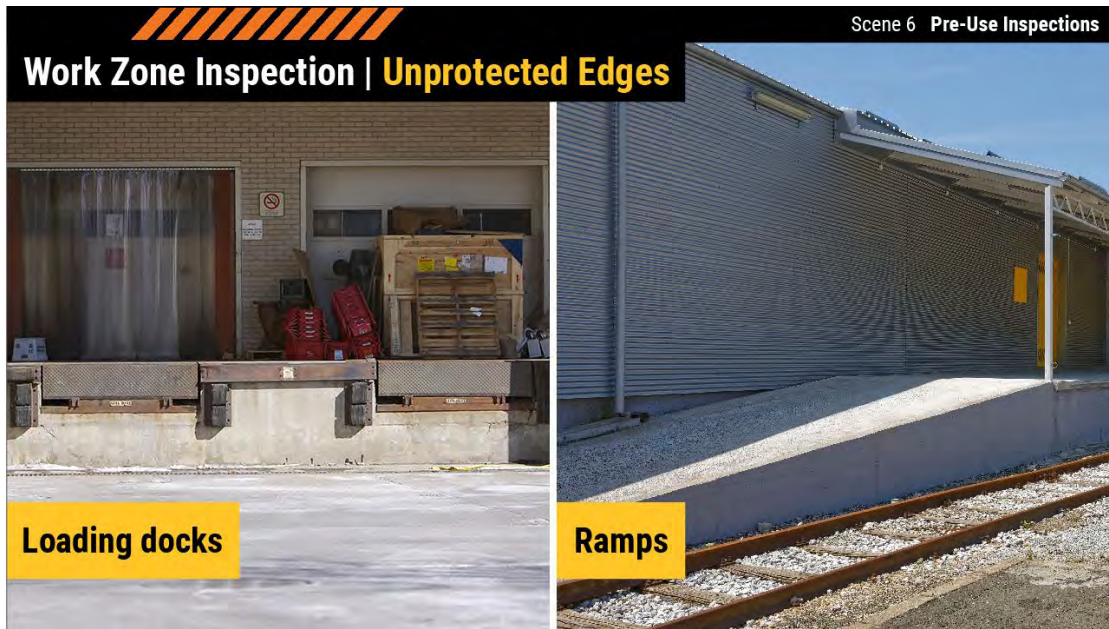 Scene 6 Pre-Use Inspections
Work Zone Inspection | Unprotected Edges
Loading docks
Ramps